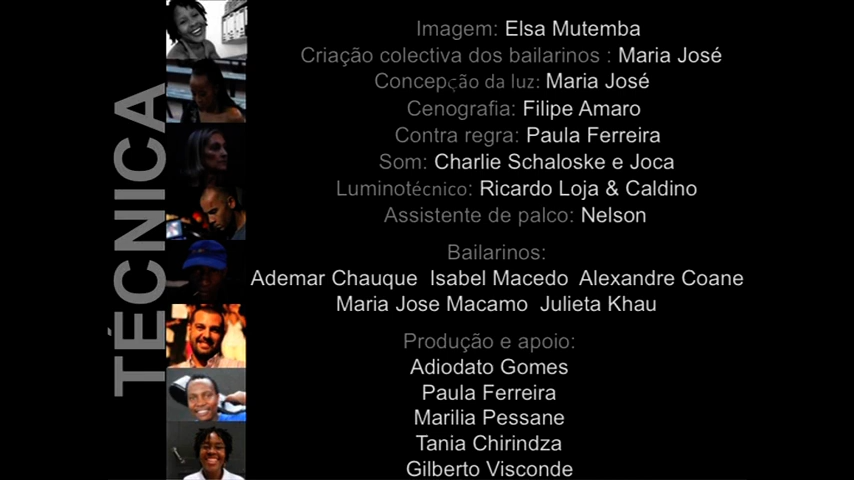 TÉCNICA
Imagem: Elsa Mutemba
Criação colectiva dos bailarinos : Maria José
Concepção da luz: Maria José
Cenografia: Filipe Amaro
Contra regra: Paula Ferreira
Som: Charlie Schaloske e Joca
Luminotécnico: Ricardo Loja & Caldino
Assistente de palco: Nelson
Bailarinos:
Ademar Chauque Isabel Macedo Alexandre Coane
Maria Jose Macamo Julieta Khau
Produção e apoio:
Adiodato Gomes
Paula Ferreira
Marilia Pessane
Tania Chirindza
Gilberto Visconde